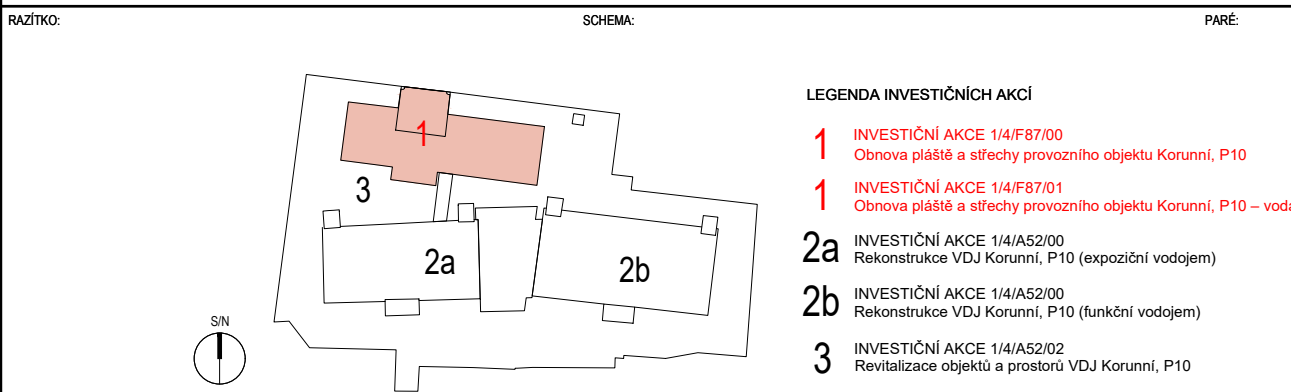 RAZÍTKO:
SCHEMA:
PARÉ:
LEGENDA INVESTIČNÍCH AKCÍ
1 INVESTIČNÍ AKCE 1/4/F87/00
Obnova pláště a střechy provozního objektu Korunní, P10
1 INVESTIČNÍ AKCE 1/4/F87/01
Obnova pláště a střechy provozního objektu Korunní, P10 – voda
2a INVESTIČNÍ AKCE 1/4/A52/00
Rekonstrukce VDJ Korunní, P10 (expoziční vodojem)
2b INVESTIČNÍ AKCE 1/4/A52/00
Rekonstrukce VDJ Korunní, P10 (funkční vodojem)
3 INVESTIČNÍ AKCE 1/4/A52/02
Revitalizace objektů a prostorů VDJ Korunní, P10
1
3
2a
2b
S/N